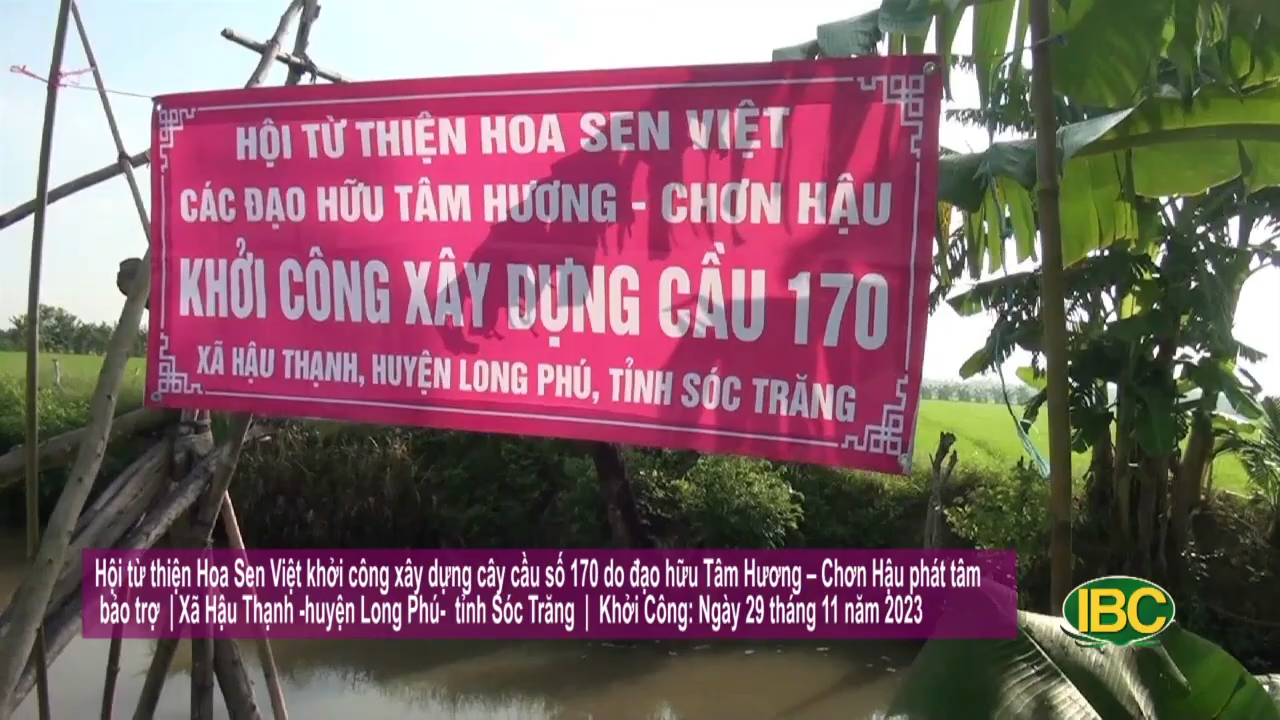 HỘI TỪ THIỆN HOA SEN VIỆT
CÁC ĐẠO HỮU TÂM HƯƠNG - CHƠN HẬU
KHỞI CÔNG XÂY DỰNG CẦU 170
XÃ HẬU THẠNH, HUYỆN LONG PHÚ, TỈNH SÓC TRĂNG
Hội từ thiện Hoa Sen Việt khởi công xây dựng cây cầu số 170 do đạo hữu Tâm Hương – Chơn Hậu phát tâm
bảo trợ | Xã Hậu Thạnh -huyện Long Phú- tỉnh Sóc Trăng | Khởi Công: Ngày 29 tháng 11 năm 2023
IBC